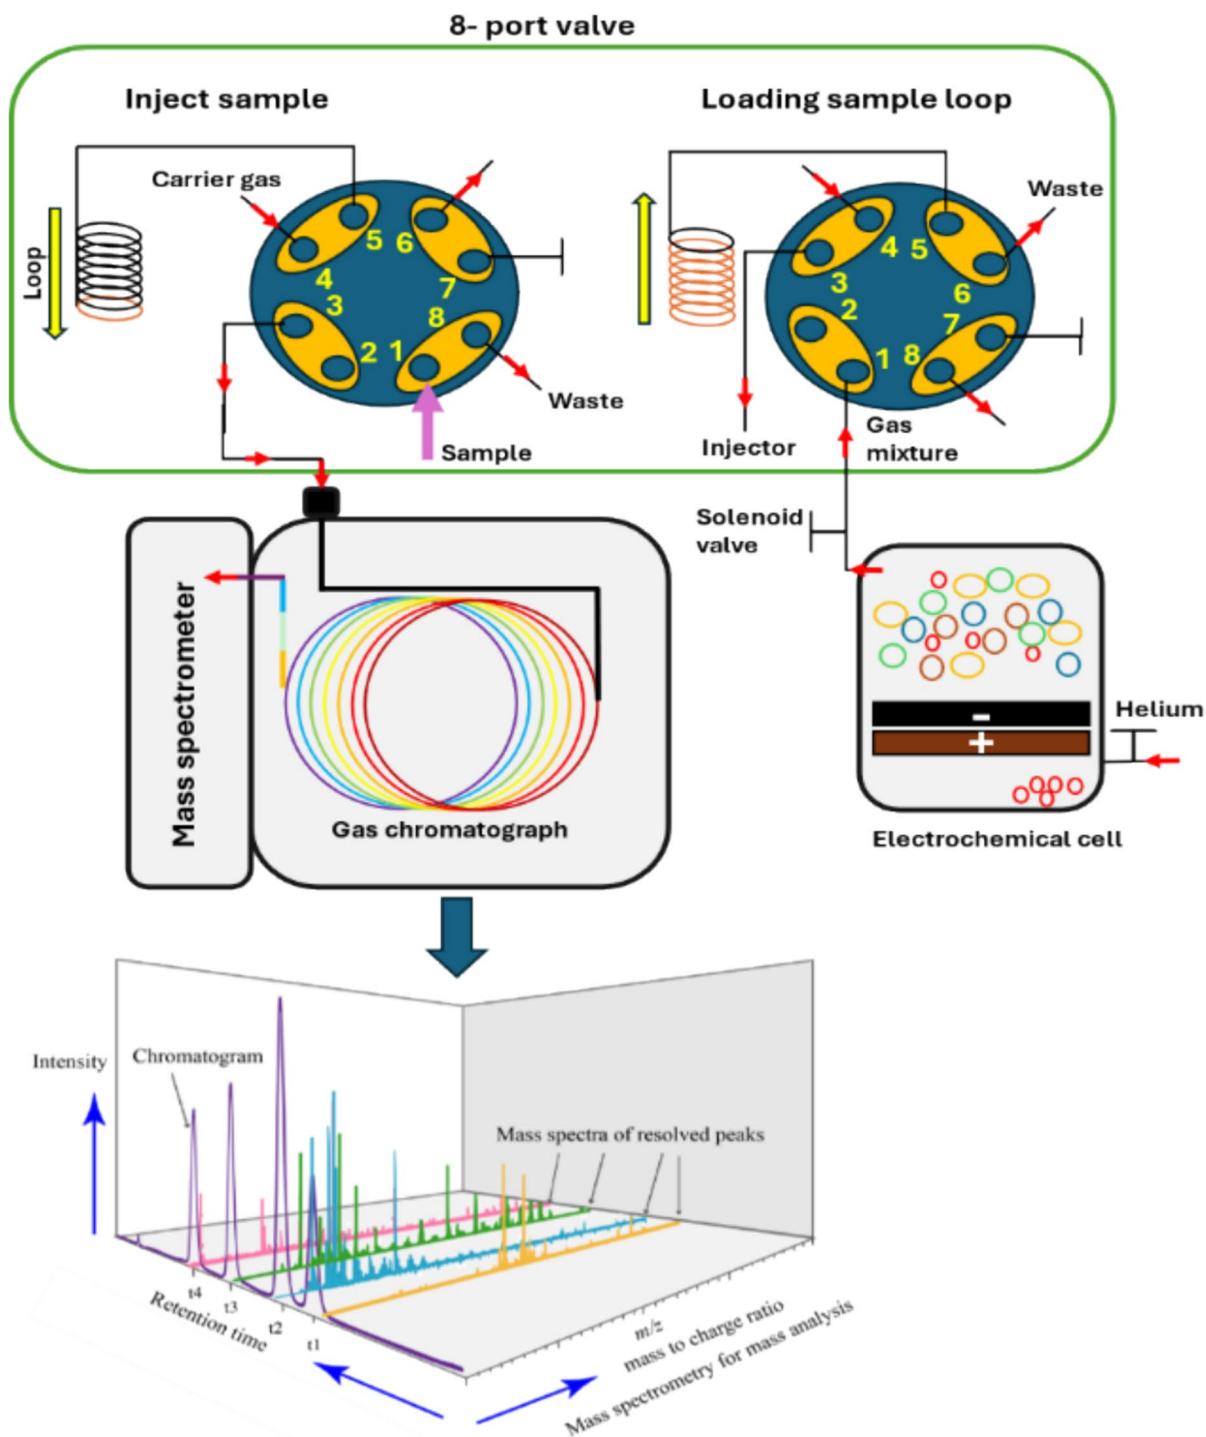 8- port valve
Inject sample
Loading sample loop
Carrier gas
Waste
Loop
5 6
4 7
3 8
2 1
Waste
Sample
4 5
3 6
2 7
1 8
Gas
mixture
Injector
Solenoid
valve
Mass spectrometer
Gas chromatograph
-
+
Helium
Electrochemical cell
Intensity
Chromatogram
Mass spectra of resolved peaks
t4
t3
t2
t1
Retention time
m/z
mass to charge ratio
Mass spectrometry for mass analysis